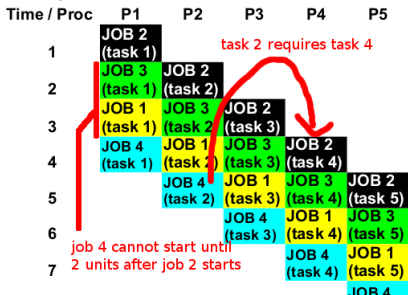 Time / Proc P1 P2 P3 P4 P5
JOB 2
1 (task 1) task 2 requires task 4
JOB 3 JOB 2
2 (task 1) (task 2)
JOB 1 JOB 3 JOB 2
3 (task 1) (task 2 (task 3)
JOB 4 JOB 1 JOB 3 JOB 2
4 (task 1) (task 2) (task 3) (task 4)
JOB 4 JOB 1 JOB 3 JOB 2
5 (task 2) (task 3) (task 4) (task 5)
JOB 4 JOB 1 JOB 3
6 (task 3) (task 4) (task 5)
job 4 cannot start until
2 units after job 2 starts
JOB 4 JOB 1
7 (task 4) (task 5)
JOB 4